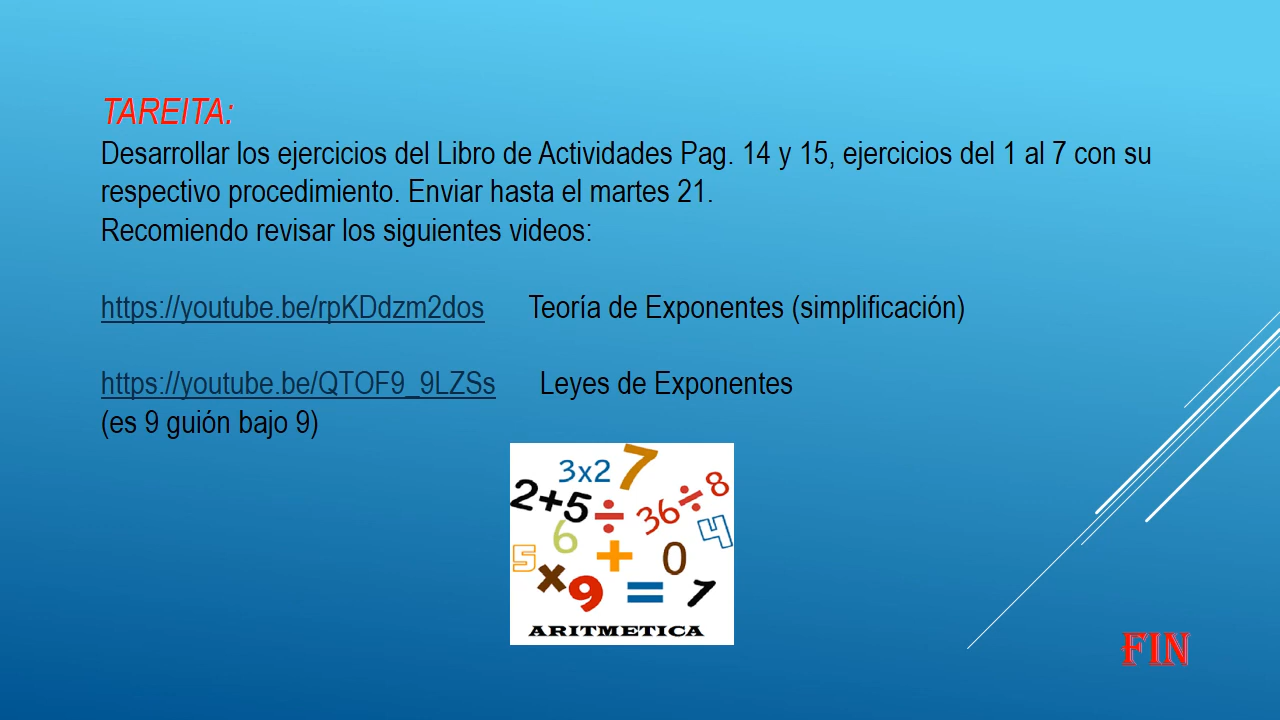 TAREITA:
Desarrollar los ejercicios del Libro de Actividades Pag. 14 y 15, ejercicios del 1 al 7 con su
respectivo procedimiento. Enviar hasta el martes 21.
Recomiendo revisar los siguientes videos:
https://youtube.be/rpKDdzm2dos Teoría de Exponentes (simplificación)
https://youtube.be/QTOF9_9LZSs Leyes de Exponentes
(es 9 guión bajo 9)
3x2 7
2+5 ÷ 36÷8
6 4
5 + 0
x 9 = 1
ARITMETICA
FIN